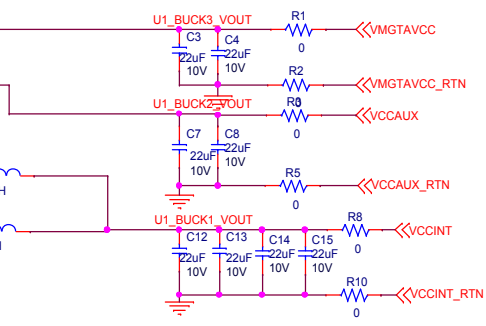 U1_BUCK3_VOUT
R1
VMGTAVCC
C3
C4
0
22uF
22uF
10V
10V
R2
VMGTAVCC_RTN
0
U1_BUCK2_VOUT
VCCAUX
0
C7
C8
22uF
22uF
10V
10V
R5
VCCAUX_RTN
0
U1_BUCK1_VOUT
R8
VCCINT
C12
C13
C14
C15
0
22uF
22uF
22uF
22uF
10V
10V
10V
10V
R10
VCCINT_RTN
0
H